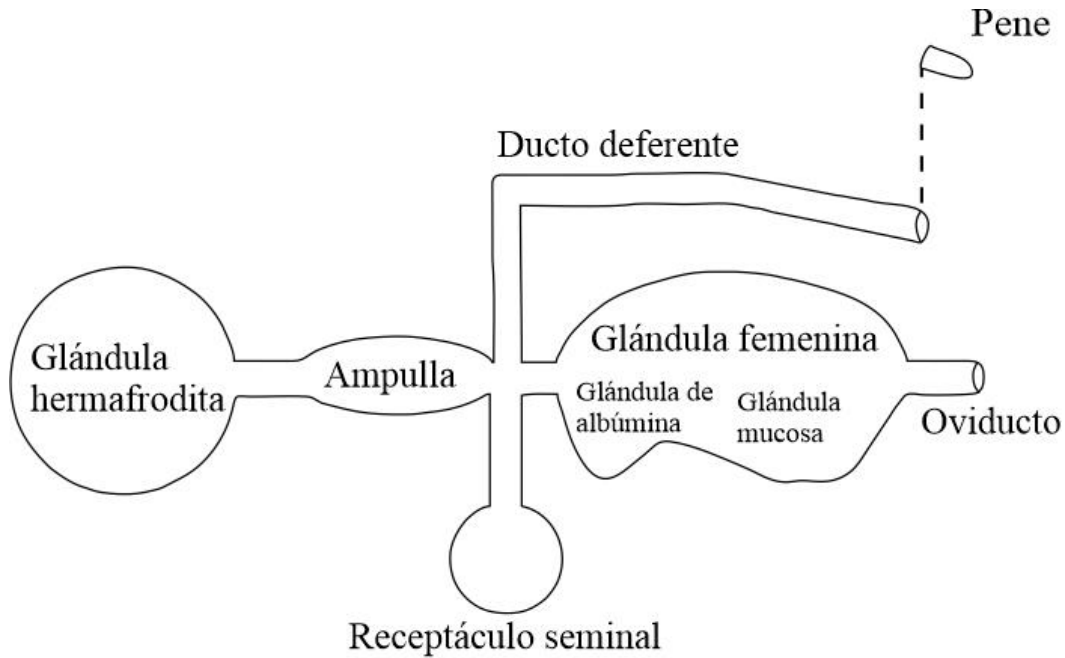 Pene
Ducto deferente
Glándula
hermafrodita
Ampulla
Glándula femenina
Glándula de
albúmina
Glándula
mucosa
Oviducto
Receptáculo seminal